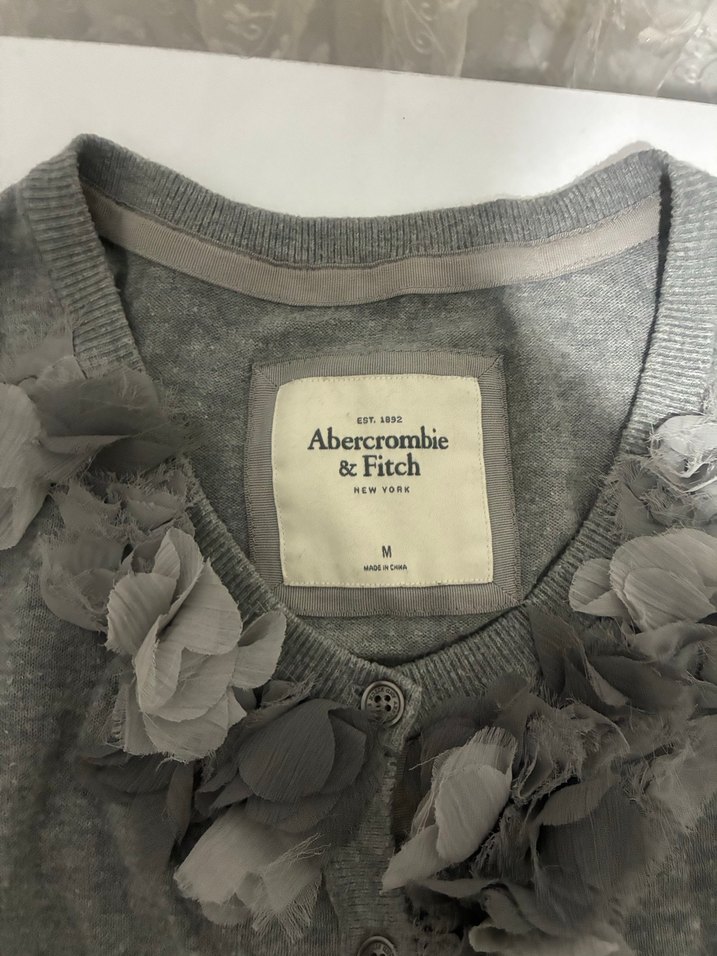 EST. 1892
Abercrombie
& Fitch
NEW YORK
M
MADE IN CHINA